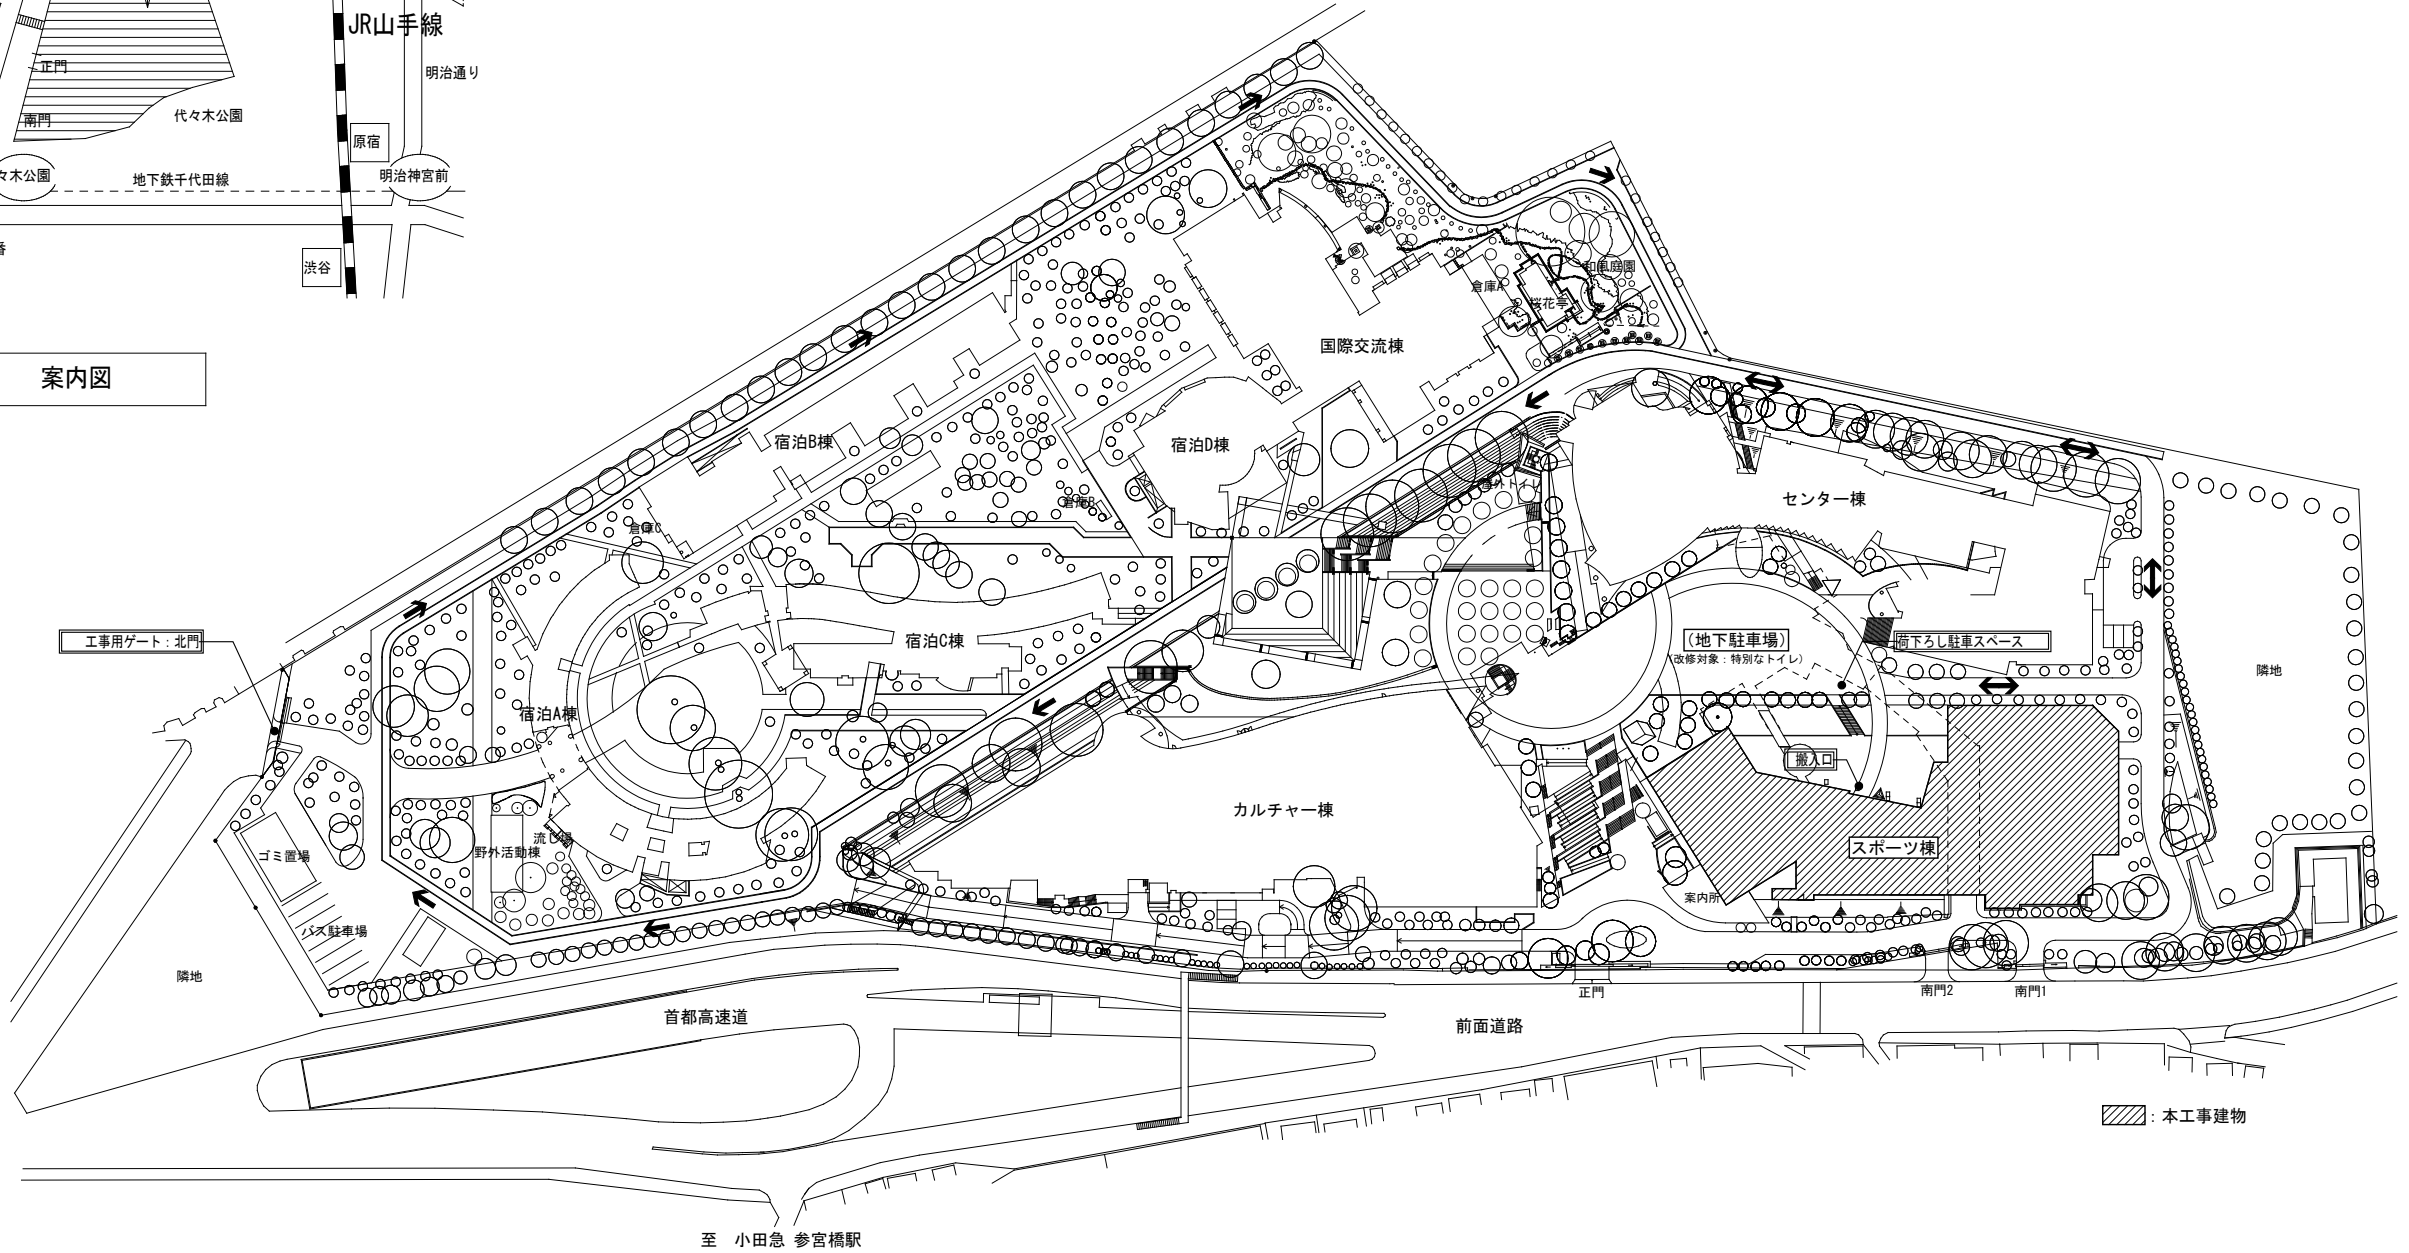 JR山手線
正門
明治通り
南門
代々木公園
原宿
々木公園
地下鉄千代田線
明治神宮前
渋谷
案内図
和風庭園
倉庫A
桜花亭
国際交流棟
宿泊B棟
宿泊D棟
屋外トイレ
センター棟
倉庫B
倉庫C
工事用ゲート：北門
宿泊C棟
(地下駐車場)
(改修対象：特別なトイレ)
荷下ろし駐車スペース
隣地
宿泊A棟
搬入口
カルチャー棟
流し場
野外活動棟
スポーツ棟
ゴミ置場
案内所
バス駐車場
隣地
正門
南門2
南門1
首都高速道
前面道路
：本工事建物
至 小田急 参宮橋駅